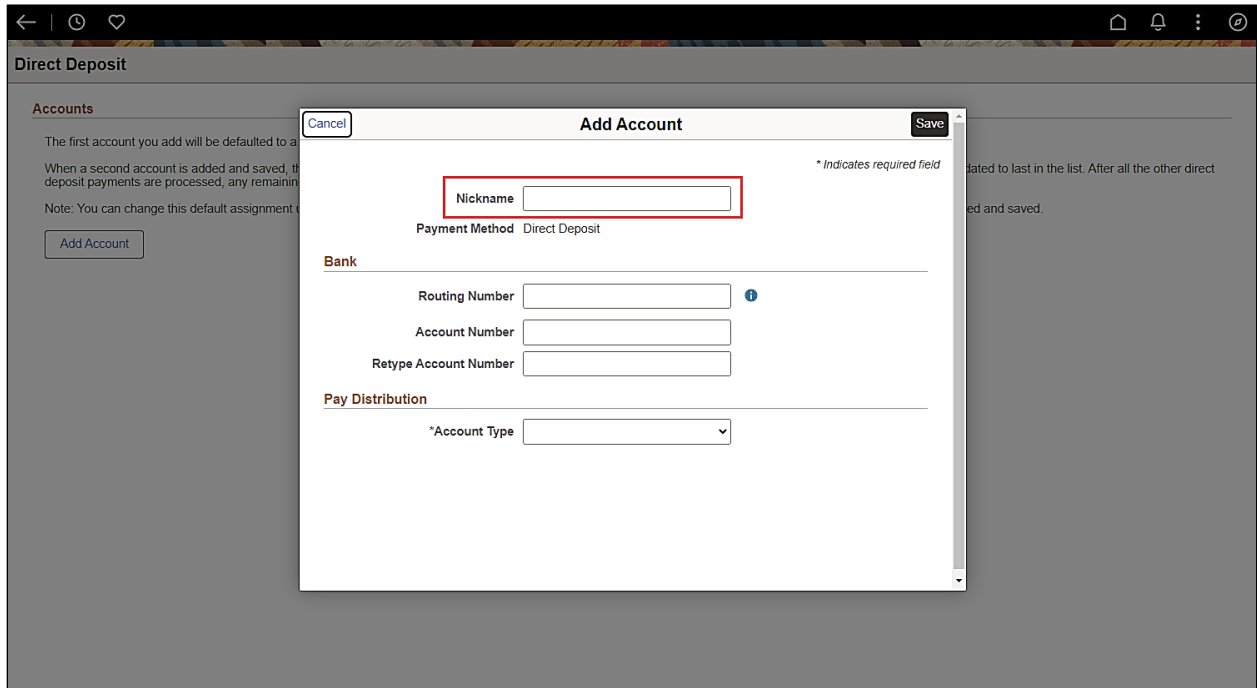 Direct Deposit
Accounts
The first account you add will be defaulted to a
When a second account is added and saved, th
deposit payments are processed, any remainin
Note: You can change this default assignment u
Add Account
dated to last in the list. After all the other direct
ed and saved.
Cancel
Add Account
Save
* Indicates required field
Nickname
Payment Method Direct Deposit
Bank
Routing Number
Account Number
Retype Account Number
Pay Distribution
*Account Type